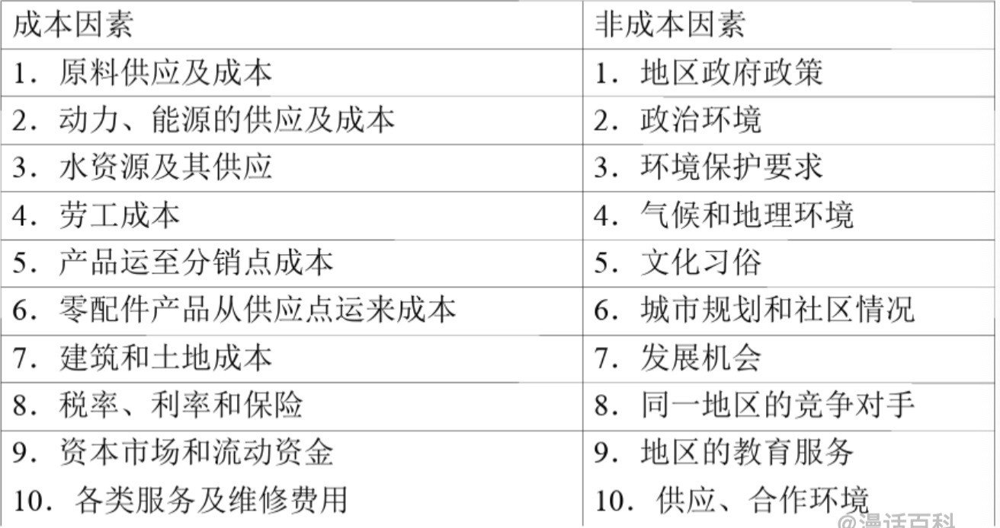 成本因素 非成本因素
1．原料供应及成本 1．地区政府政策
2．动力、能源的供应及成本 2．政治环境
3．水资源及其供应 3．环境保护要求
4．劳工成本 4．气候和地理环境
5．产品运至分销点成本 5．文化习俗
6．零配件产品从供应点运来成本 6．城市规划和社区情况
7．建筑和土地成本 7．发展机会
8．税率、利率和保险 8．同一地区的竞争对手
9．资本市场和流动资金 9．地区的教育服务
10．各类服务及维修费用 10．供应、合作环境
@漫话百科